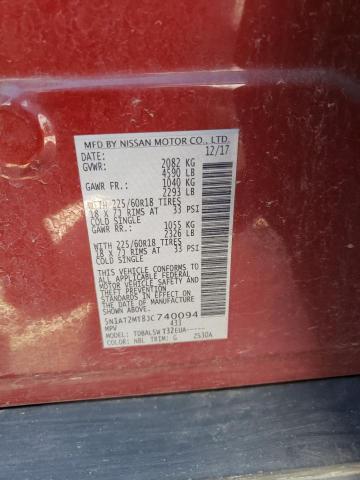 MFD BY NISSAN MOTOR CO., LTD.
DATE: 12/17
GVWR: 2082 KG
4590 LB
GAWR FR: 1040 KG
2293 LB
WITH 225/60R18 TIRES
18 X 7J RIMS AT 33 PSI
COLD SINGLE
GAWR RR: 1055 KG
2326 LB
WITH 225/60R18 TIRES
18 X 7J RIMS AT 33 PSI
COLD SINGLE
THIS VEHICLE CONFORMS TO
ALL APPLICABLE FEDERAL
MOTOR VEHICLE SAFETY AND
THEFT PREVENTION
STANDARDS IN EFFECT ON
THE DATE OF MANUFACTURE
SHOWN ABOVE.
5N1AT2MT8JC740094
MPV 433
MODEL: TDBALSWT32EUA-----
COLOR: NBL TRIM: G 2S30A